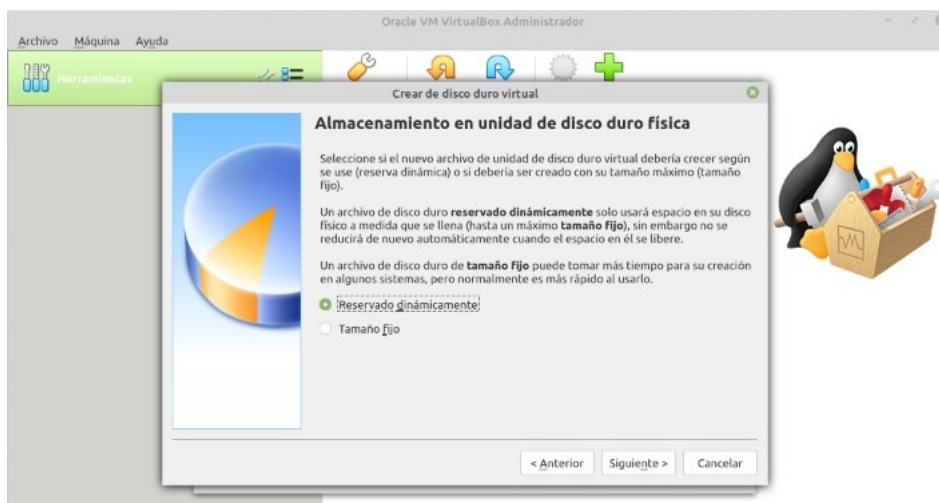 Oracle VM VirtualBox Administrador
Archivo Máquina Ayuda
Herramientas
Crear de disco duro virtual
Almacenamiento en unidad de disco duro física
Seleccione si el nuevo archivo de unidad de disco duro virtual debería crecer según
se use (reserva dinámica) o si debería ser creado con su tamaño máximo (tamaño
fijo).
Un archivo de disco duro reservado dinámicamente solo usará espacio en su disco
físico a medida que se llena (hasta un máximo tamaño fijo), sin embargo no se
reducirá de nuevo automáticamente cuando el espacio en él se libere.
Un archivo de disco duro de tamaño fijo puede tomar más tiempo para su creación
en algunos sistemas, pero normalmente es más rápido al usarlo.
Reservado dinámicamente
Tamaño fijo
< Anterior Siguiente > Cancelar